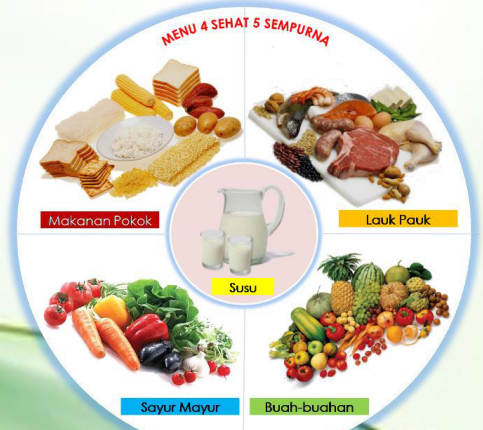 MENU 4 SEHAT 5 SEMPURNA
Makanan Pokok
Lauk Pauk
Susu
Sayur Mayur
Buah-buahan